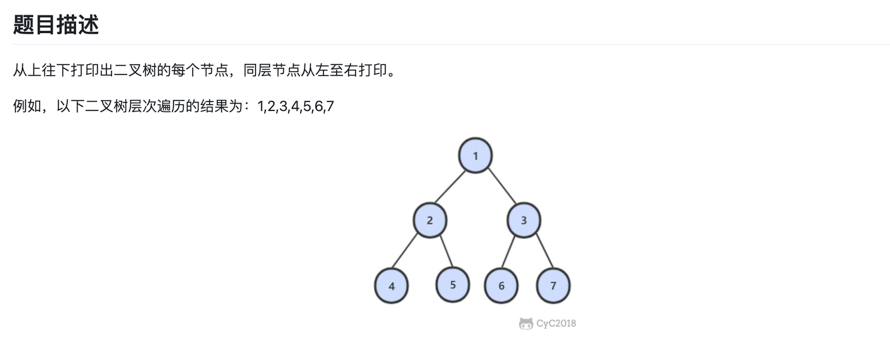 题目描述
从上往下打印出二叉树的每个节点，同层节点从左至右打印。
例如，以下二叉树层次遍历的结果为：1,2,3,4,5,6,7
1
2 3
4 5 6 7
CyC2018